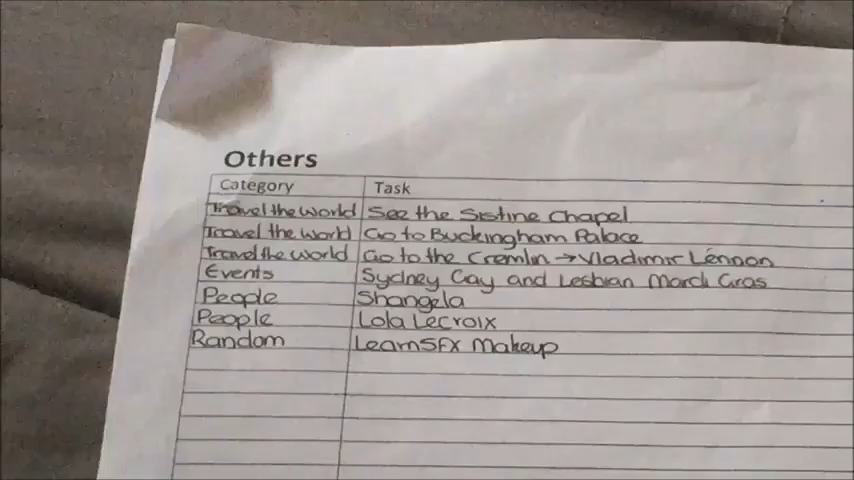 Others
Category Task
Travel the world See the Sistine Chapel
Travel the world Go to Buckingham Palace
Travel the world Go to the Cremlin → Vladimir Lennon
Events Sydney Gay and Lesbian Mardi Gras
People Shangela
People Lola Lecroix
Random Learn SFX Makeup